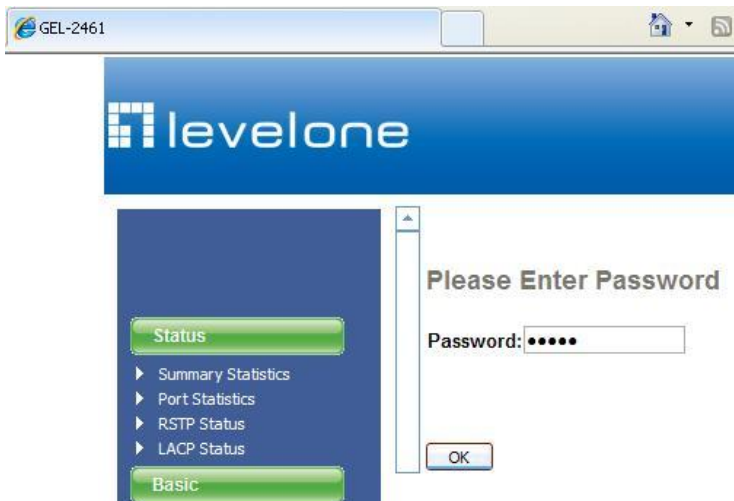 GEL-2461
levelone
Please Enter Password
Password: •••••
OK
Status
Summary Statistics
Port Statistics
RSTP Status
LACP Status
Basic